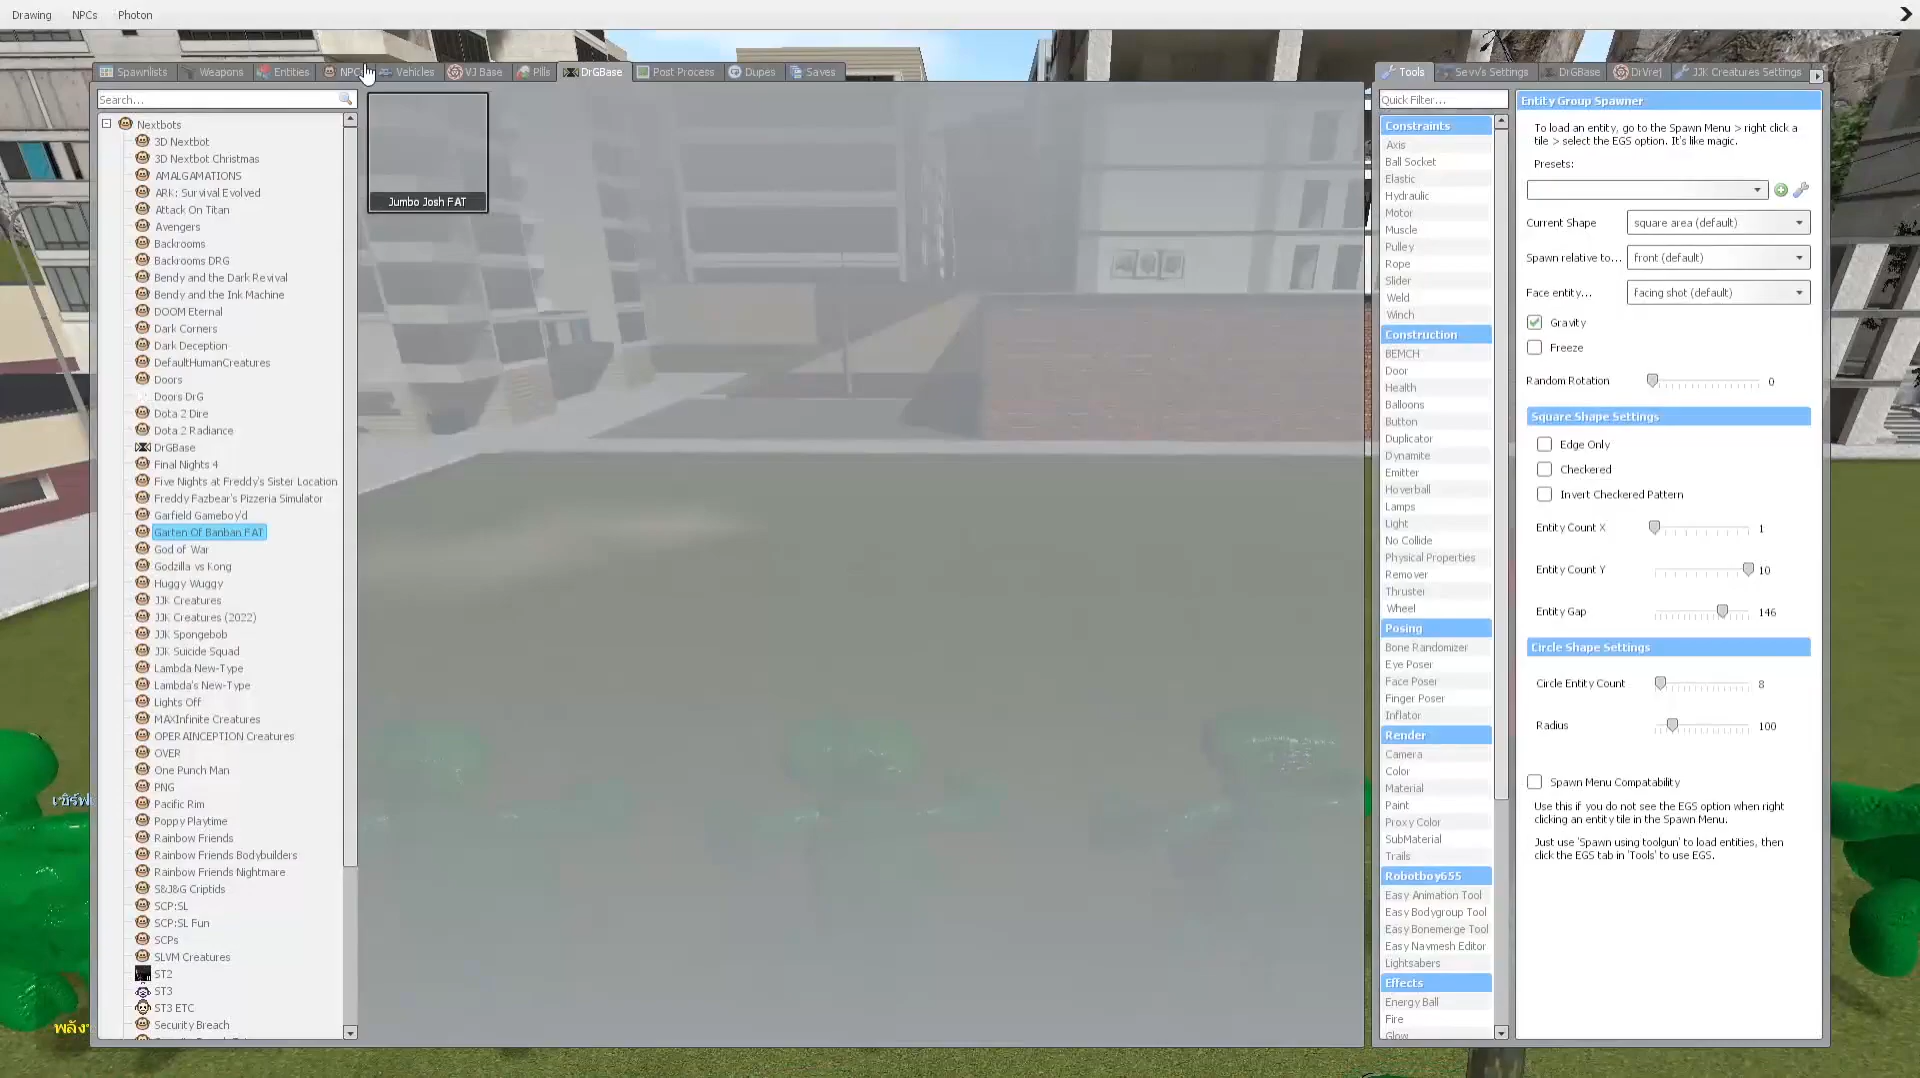 Drawing NPCs Photon
Spawnlists Weapons Entities Vehicles VJ Base Pills DrGBase Post Process Dupes Saves
Search...
Nextbots
3D Nextbot
3D Nextbot Christmas
AMALGAMATIONS
ARK: Survival Evolved
Attack On Titan
Avengers
Backrooms
Backrooms DRG
Bendy and the Dark Revival
Bendy and the Ink Machine
DOOM Eternal
Dark Corners
Dark Deception
DefaultHumanCreatures
Doors
Doors DrG
Dota 2 Dire
Dota 2 Radiance
DrGBase
Final Nights 4
Five Nights at Freddy's Sister Location
Freddy Fazbear's Pizzeria Simulator
Garfield Gameboy'd
Garten Of Banban FAT
God of War
Godzilla vs Kong
Huggy Wuggy
JJK Creatures
JJK Creatures (2022)
JJK Spongebob
JJK Suicide Squad
Lambda New-Type
Lambda's New-Type
Lights Off
MAXInfinite Creatures
OPERAINCEPTION Creatures
OVER
One Punch Man
PNG
Pacific Rim
Poppy Playtime
Rainbow Friends
Rainbow Friends Bodybuilders
Rainbow Friends Nightmare
S&J&G Criptids
SCP:SL
SCP:SL Fun
SCPs
SLVM Creatures
ST2
ST3
ST3 ETC
Security Breach
Jumbo Josh FAT
Tools Sevv's Settings DrGBase DrVrej JJK Creatures Settings
Quick Filter...
Constraints
Axis
Ball Socket
Elastic
Hydraulic
Motor
Muscle
Pulley
Rope
Slider
Weld
Winch
Construction
BEMCH
Door
Health
Balloons
Button
Duplicator
Dynamite
Emitter
Hoverball
Lamps
Light
No Collide
Physical Properties
Remover
Thruster
Wheel
Posing
Bone Randomizer
Eye Poser
Face Poser
Finger Poser
Inflator
Render
Camera
Color
Material
Paint
Proxy Color
SubMaterial
Trails
Robotboy655
Easy Animation Tool
Easy Bodygroup Tool
Easy Bonemerge Tool
Easy Navmesh Editor
Lightsabers
Effects
Energy Ball
Fire
Glow
Entity Group Spawner
To load an entity, go to the Spawn Menu > right click a
tile > select the EGS option. It's like magic.
Presets:
Current Shape square area (default)
Spawn relative to... front (default)
Face entity... facing shot (default)
Gravity
Freeze
Random Rotation 0
Square Shape Settings
Edge Only
Checkered
Invert Checkered Pattern
Entity Count X 1
Entity Count Y 10
Entity Gap 146
Circle Shape Settings
Circle Entity Count 8
Radius 100
Spawn Menu Compatability
Use this if you do not see the EGS option when right
clicking an entity tile in the Spawn Menu.
Just use 'Spawn using toolgun' to load entities, then
click the EGS tab in 'Tools' to use EGS.